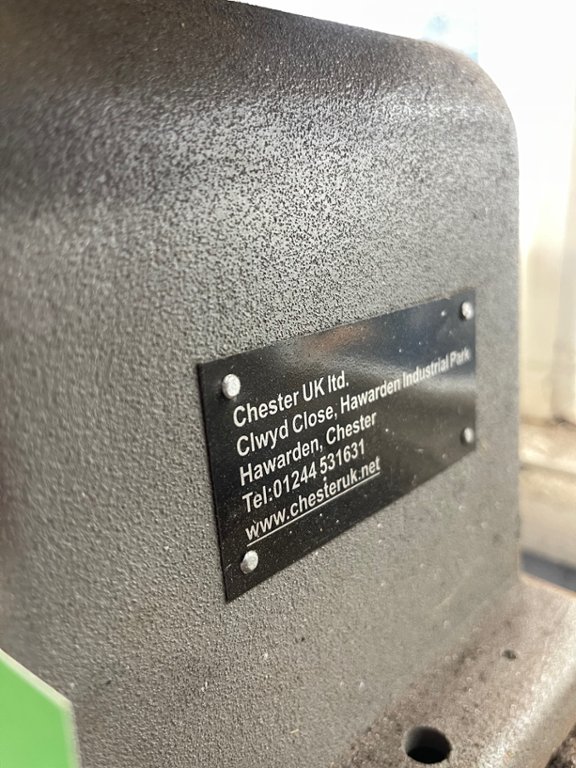 Chester UK ltd.
Clwyd Close, Hawarden Industrial Park
Hawarden, Chester
Tel:01244 531631
www.chesteruk.net